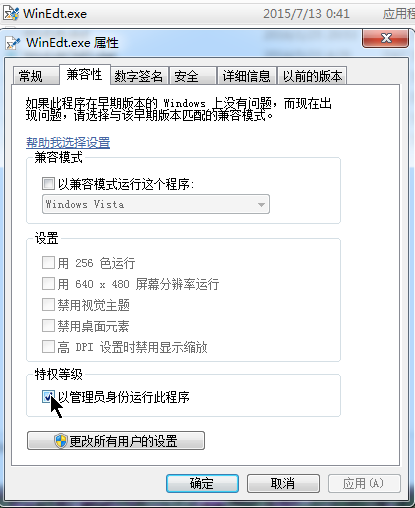 WinEdt.exe 2015/7/13 0:41 应用程
WinEdt.exe 属性
常规 兼容性 数字签名 安全 详细信息 以前的版本
如果此程序在早期版本的 Windows 上没有问题，而现在出
现问题，请选择与该早期版本匹配的兼容模式。
帮助我选择设置
兼容模式
以兼容模式运行这个程序:
Windows Vista
设置
用 256 色运行
用 640 x 480 屏幕分辨率运行
禁用视觉主题
禁用桌面元素
高 DPI 设置时禁用显示缩放
特权等级
以管理员身份运行此程序
更改所有用户的设置
确定 取消 应用(A)